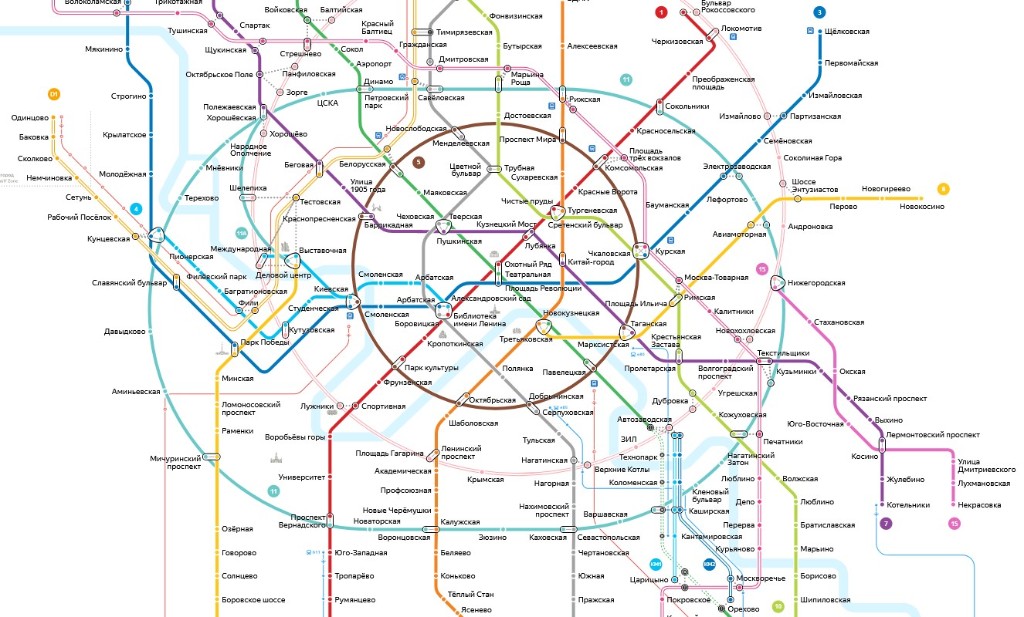 Волоколамская
Трикотажная
Войковская
Балтийская
Бульвар
Рокоссовского
1
3
Тушинская
Спартак
Красный
Балтиец
Тимирязевская
Фонвизинская
Локомотив
Черкизовская
Щёлковская
Мякинино
Щукинская
Стрешнево
Сокол
Гражданская
Бутырская
Алексеевская
Первомайская
Октябрьское Поле
Панфиловская
Аэропорт
Дмитровская
Марьина
Роща
11
Преображенская
площадь
Строгино
Зорге
Динамо
Измайловская
D1
ЦСКА
Петровский
парк
Савёловская
Рижская
Сокольники
Полежаевская
Хорошёвская
Достоевская
Измайлово
Партизанская
Одинцово
Баковка
Крылатское
Хорошёво
Новослободская
Менделеевская
Проспект Мира
Красносельская
Семёновская
Сколково
Народное
Ополчение
Беговая
Белорусская
5
Площадь
трёх вокзалов
Соколиная Гора
Немчиновка
Молодёжная
Мнёвники
Цветной
бульвар
Трубная
Сухаревская
Комсомольская
Электрозаводская
Шелепиха
Улица
1905 года
Маяковская
Красные Ворота
Шоссе
Энтузиастов
Новогиреево
8
Сетунь
Терехово
Тестовская
Чистые пруды
Бауманская
Лефортово
Перово
Новокосино
Рабочий Посёлок
4
Краснопресненская
Баррикадная
Чеховская
Тверская
Кузнецкий Мост
Тургеневская
Сретенский бульвар
Андроновка
Кунцевская
11А
Пушкинская
Авиамоторная
Международная
Выставочная
Лубянка
Чкаловская
Курская
Пионерская
Охотный Ряд
Китай-город
15
Филёвский парк
Деловой центр
Смоленская
Арбатская
Театральная
Москва-Товарная
Нижегородская
Славянский бульвар
Багратионовская
Киевская
Площадь Революции
Римская
Фили
Студенческая
Арбатская
Александровский сад
Площадь Ильича
Калитники
Смоленская
Библиотека
имени Ленина
Новокузнецкая
Таганская
Стахановская
Давыдково
Кутузовская
Боровицкая
Новохохловская
Парк Победы
Кропоткинская
Третьяковская
Марксистская
Крестьянская
Застава
Текстильщики
Парк культуры
Полянка
Павелецкая
Пролетарская
Волгоградский
проспект
Кузьминки
Окская
Минская
Фрунзенская
Аминьевская
Октябрьская
Добрынинская
Дубровка
Угрешская
Рязанский проспект
Ломоносовский
проспект
Лужники
Спортивная
Серпуховская
Автозаводская
Кожуховская
Юго-Восточная
Выхино
Раменки
Воробьёвы горы
Шаболовская
Тульская
ЗИЛ
Печатники
Лермонтовский проспект
Мичуринский
проспект
Площадь Гагарина
Ленинский
проспект
Нагатинская
Технопарк
Нагатинский
Затон
Косино
Улица
Дмитриевского
Университет
Академическая
Крымская
Верхние Котлы
Люблино
Волжская
Жулебино
Лухмановская
Профсоюзная
Нагорная
Коломенская
Кленовый
бульвар
11
Новые Черёмушки
Нахимовский
проспект
Депо
Люблино
Котельники
Некрасовка
Проспект
Вернадского
Новаторская
Калужская
Варшавская
Каширская
7
15
Озёрная
Воронцовская
Зюзино
Каховская
Севастопольская
Кантемировская
Перерва
Братиславская
Говорово
Юго-Западная
Беляево
Чертановская
Курьяново
Марьино
Солнцево
Тропарёво
Коньково
Южная
Царицыно
Москворечье
Борисово
Боровское шоссе
Румянцево
Тёплый Стан
Пражская
Покровское
10
Шипиловская
Ясенево
Орехово